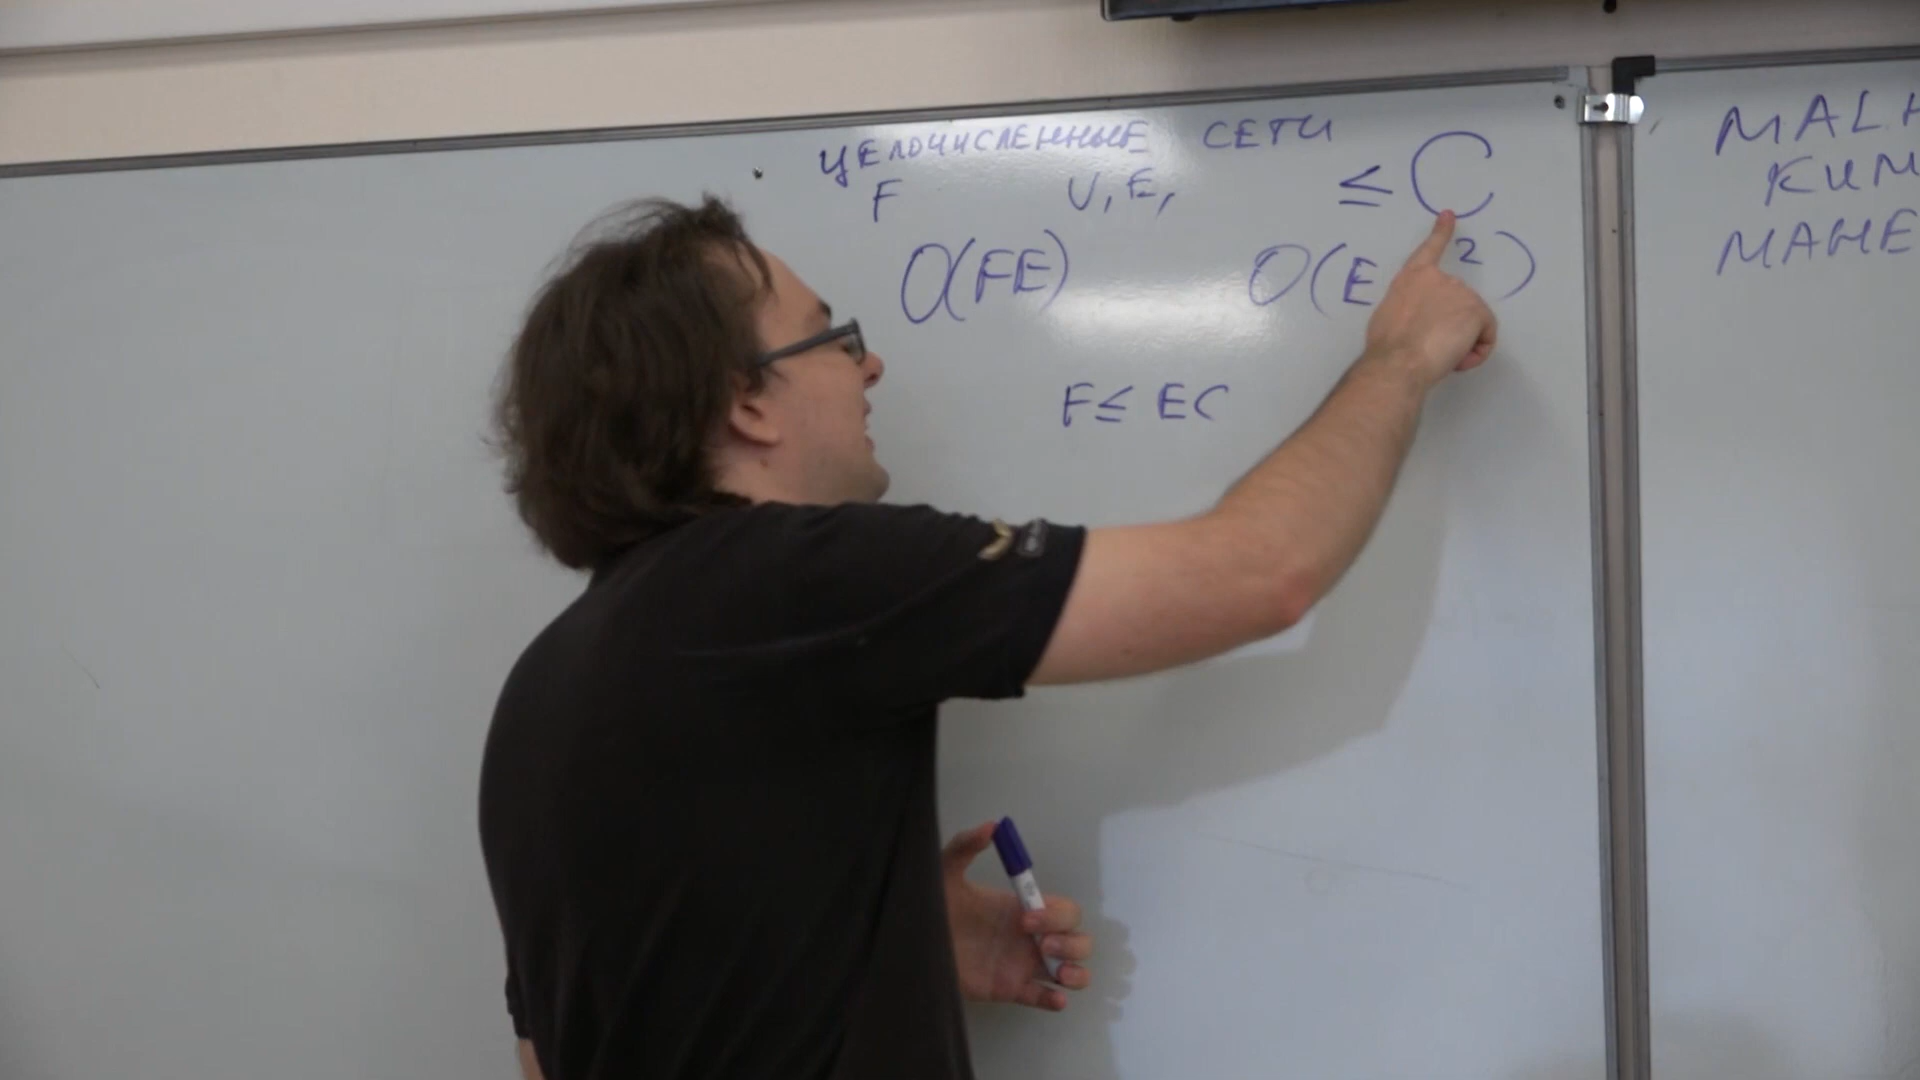 ЦЕЛОЧИСЛЕННЫЕ СЕТИ
F V, E, ≤ C
O(FE) O(E 2)
F ≤ EC